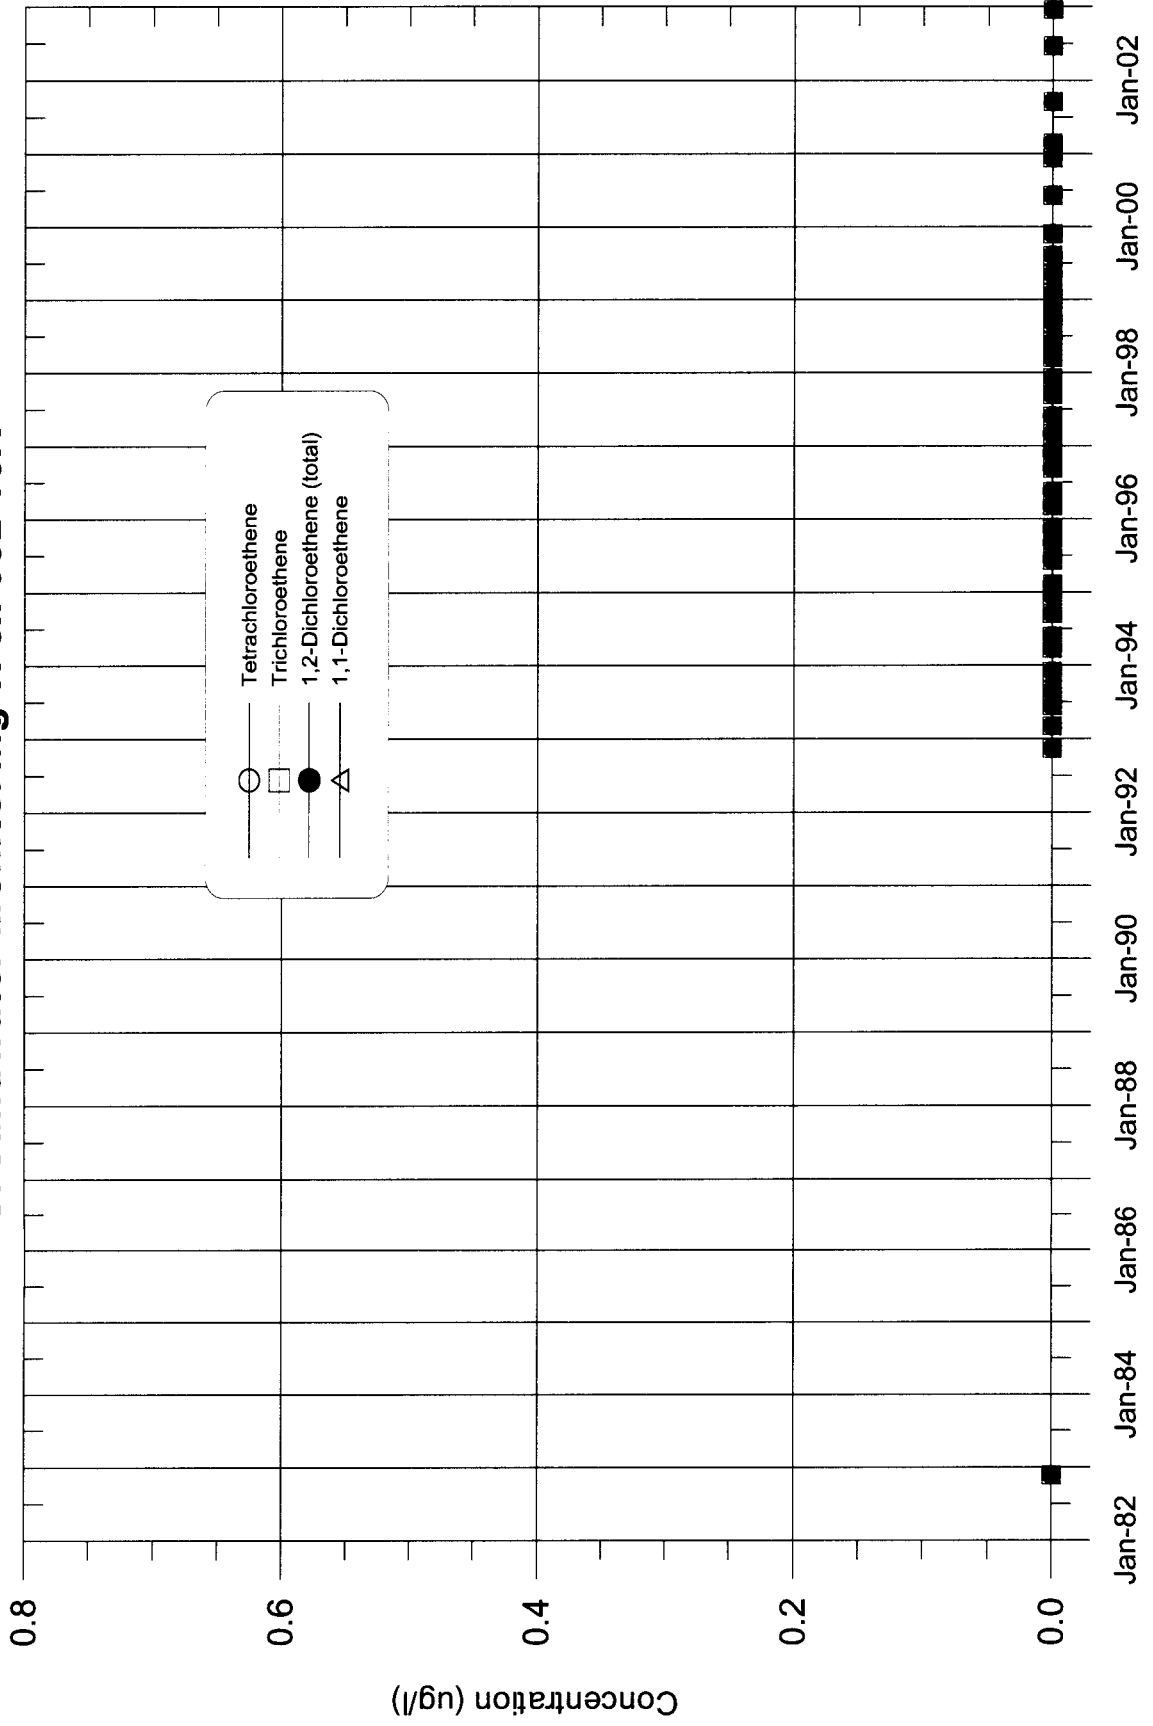 0.8
0.6
0.4
0.2
0.0
Concentration (ug/l)
Tetrachloroethene
Trichloroethene
1,2-Dichloroethene (total)
1,1-Dichloroethene
Jan-82
Jan-84
Jan-86
Jan-88
Jan-90
Jan-92
Jan-94
Jan-96
Jan-98
Jan-00
Jan-02